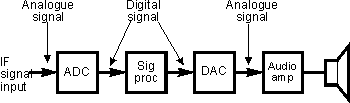 Analogue
signal
Digital
signal
Analogue
signal
IF
signal
input
ADC
Sig
proc
DAC
Audio
amp